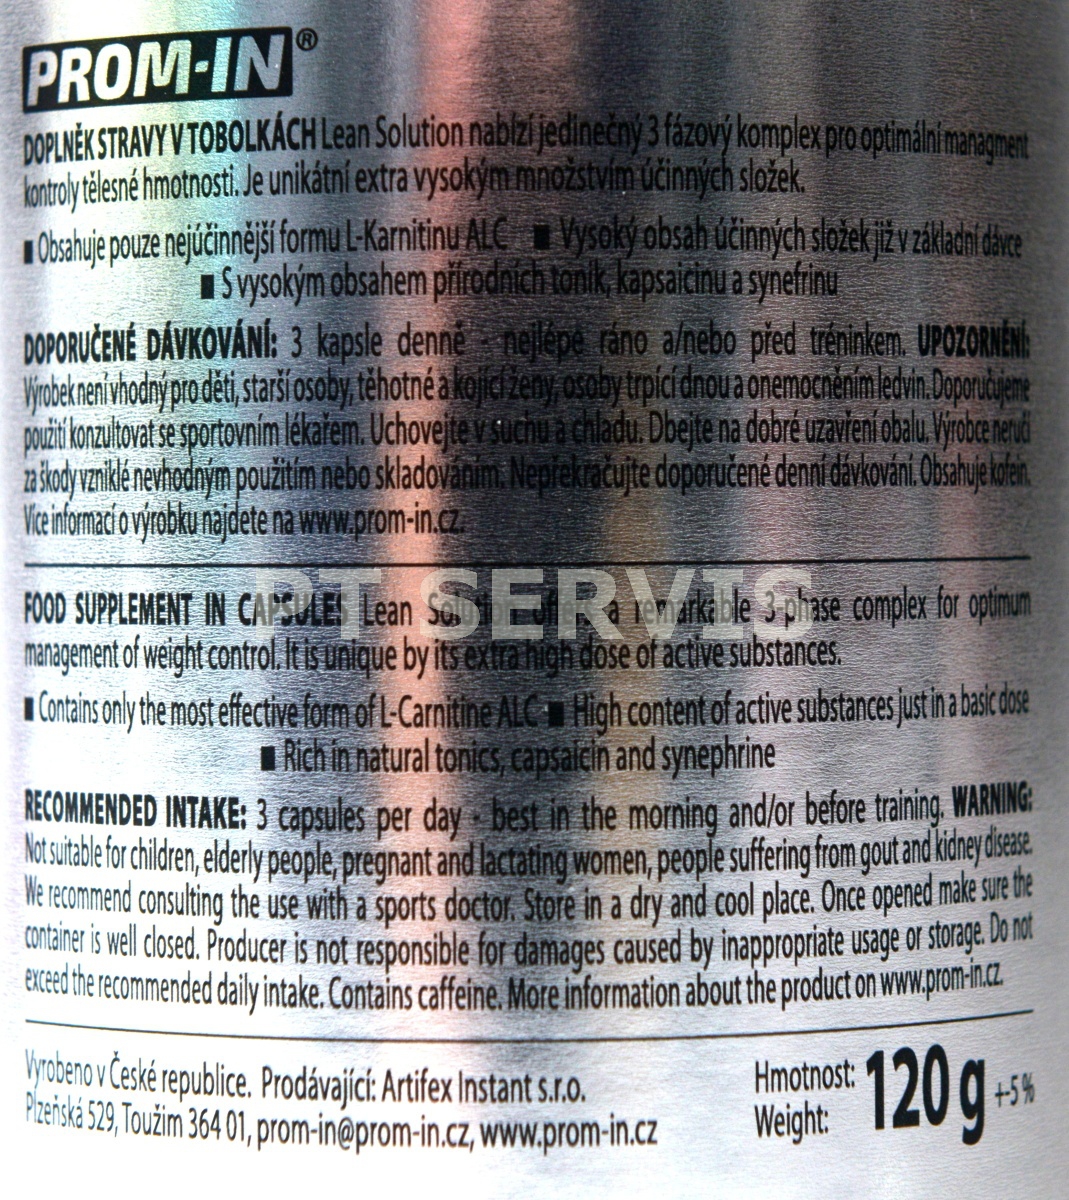 PROM-IN®
DOPLNĚK STRAVY V TOBOLKÁCH Lean Solution nabízí jedinečný 3 fázový komplex pro optimální managment
kontroly tělesné hmotnosti. Je unikátní extra vysokým množstvím účinných složek.
■ Obsahuje pouze nejúčinnější formu L-Karnitinu ALC ■ Vysoký obsah účinných složek již v základní dávce
■ S vysokým obsahem přírodních tonik, kapsaicinu a synefrinu
DOPORUČENÉ DÁVKOVÁNÍ: 3 kapsle denně - nejlépe ráno a/nebo před tréninkem. UPOZORNĚNÍ:
Výrobek není vhodný pro děti, starší osoby, těhotné a kojící ženy, osoby trpící dnou a onemocněním ledvin. Doporučujeme
použití konzultovat se sportovním lékařem. Uchovejte v suchu a chladu. Dbejte na dobré uzavření obalu. Výrobce neručí
za škody vzniklé nevhodným použitím nebo skladováním. Nepřekračujte doporučené denní dávkování. Obsahuje kofein.
Více informací o výrobku najdete na www.prom-in.cz.
PT SERVIS
FOOD SUPPLEMENT IN CAPSULES Lean Solution offers a remarkable 3-phase complex for optimum
management of weight control. It is unique by its extra high dose of active substances.
■ Contains only the most effective form of L-Carnitine ALC ■ High content of active substances just in a basic dose
■ Rich in natural tonics, capsaicin and synephrine
RECOMMENDED INTAKE: 3 capsules per day - best in the morning and/or before training. WARNING:
Not suitable for children, elderly people, pregnant and lactating women, people suffering from gout and kidney disease.
We recommend consulting the use with a sports doctor. Store in a dry and cool place. Once opened make sure the
container is well closed. Producer is not responsible for damages caused by inappropriate usage or storage. Do not
exceed the recommended daily intake. Contains caffeine. More information about the product on www.prom-in.cz.
Vyrobeno v České republice. Prodávající: Artifex Instant s.r.o.
Plzeňská 529, Toužim 364 01, prom-in@prom-in.cz, www.prom-in.cz
Hmotnost:
Weight:
120 g +-5 %